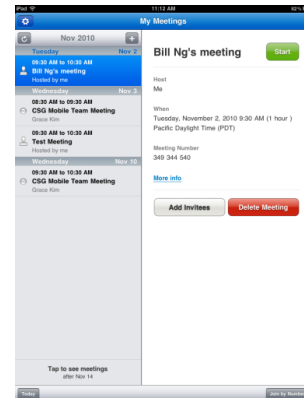 iPad 11:12 AM 92%
My Meetings
Nov 2010
Tuesday Nov 2
09:30 AM to 10:30 AM
Bill Ng's meeting
Hosted by me
Wednesday Nov 3
08:30 AM to 09:30 AM
CSG Mobile Team Meeting
Grace Kim
09:30 AM to 10:30 AM
Test Meeting
Hosted by me
Wednesday Nov 10
09:30 AM to 10:30 AM
CSG Mobile Team Meeting
Grace Kim
Tap to see meetings
after Nov 14
Today
Bill Ng's meeting
Start
Host
Me
When
Tuesday, November 2, 2010 9:30 AM (1 hour )
Pacific Daylight Time (PDT)
Meeting Number
349 344 540
More info
Add Invitees Delete Meeting
Join by Number